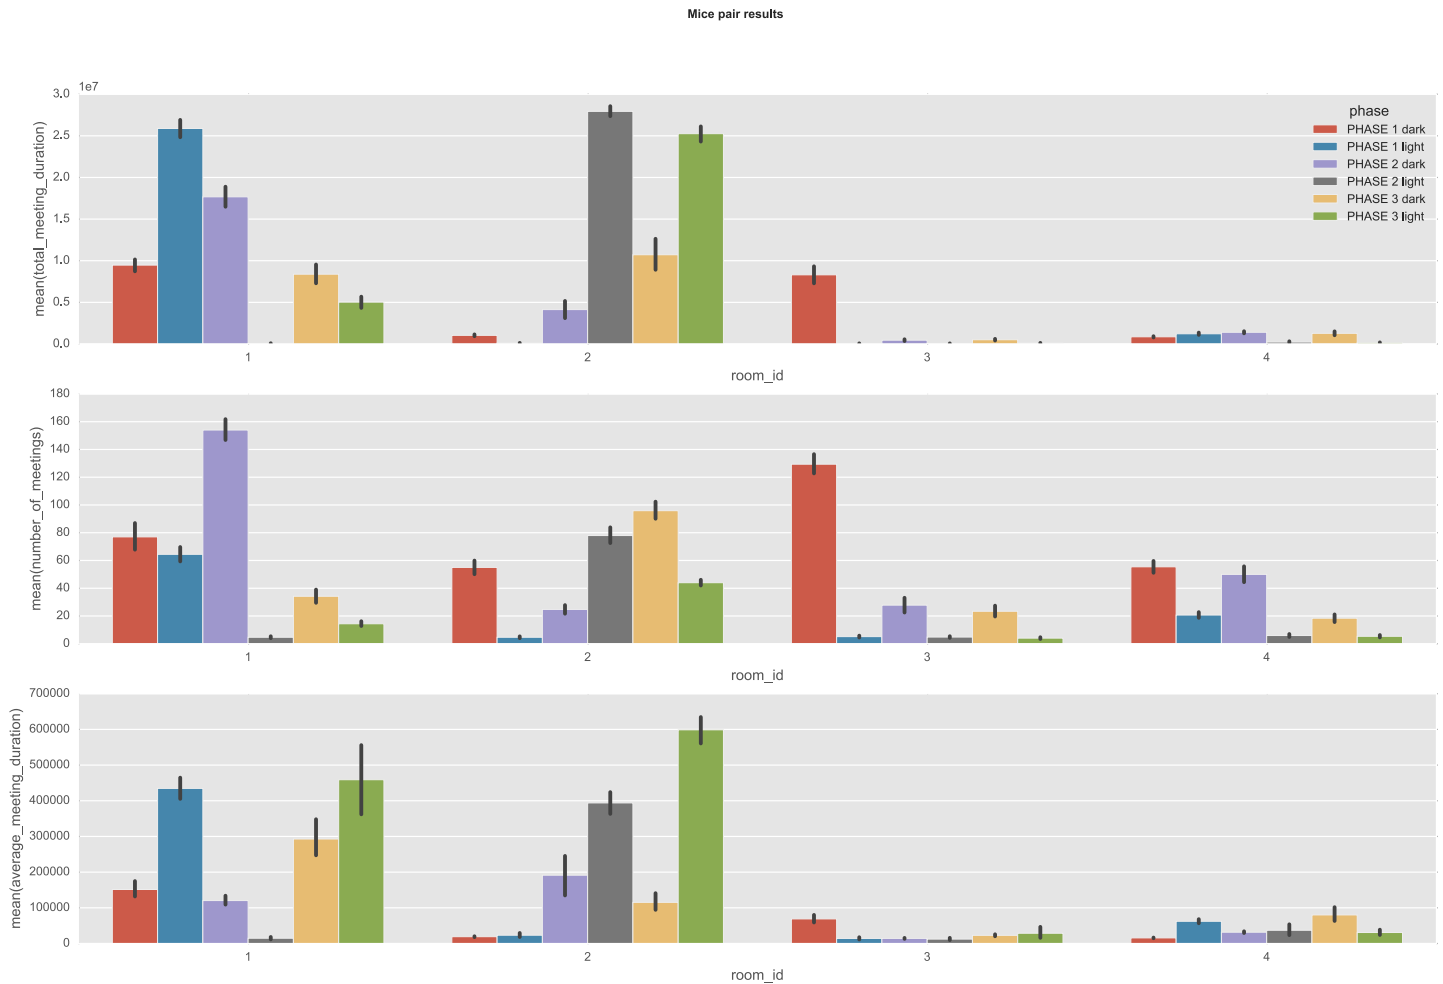 Mice pair results
1e7
3.0
2.5
2.0
1.5
1.0
0.5
0.0
mean(total_meeting_duration)
phase
PHASE 1 dark
PHASE 1 light
PHASE 2 dark
PHASE 2 light
PHASE 3 dark
PHASE 3 light
1 2 3 4
room_id
180
160
140
120
100
80
60
40
20
0
mean(number_of_meetings)
1 2 3 4
room_id
700000
600000
500000
400000
300000
200000
100000
0
mean(average_meeting_duration)
1 2 3 4
room_id